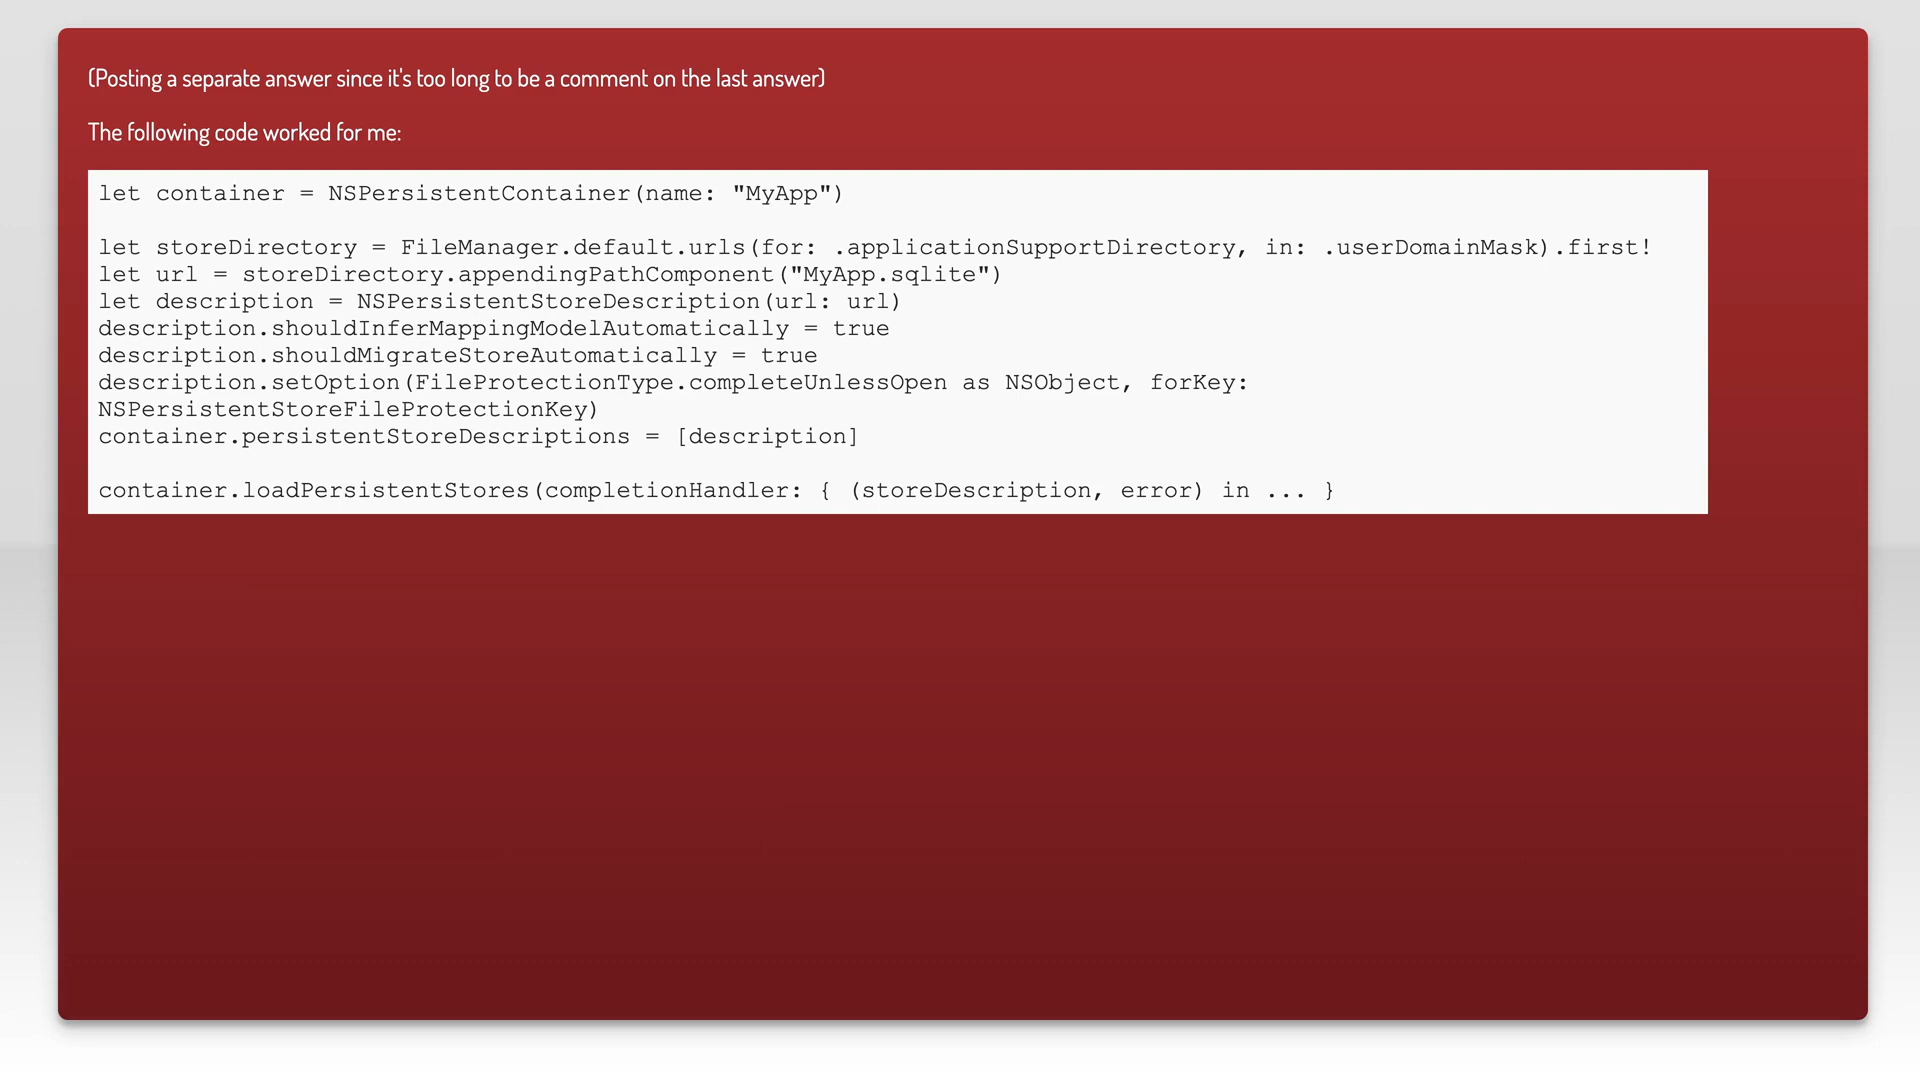 (Posting a separate answer since it's too long to be a comment on the last answer)
The following code worked for me:
let container = NSPersistentContainer(name: "MyApp")
let storeDirectory = FileManager.default.urls(for: .applicationSupportDirectory, in: .userDomainMask).first!
let url = storeDirectory.appendingPathComponent("MyApp.sqlite")
let description = NSPersistentStoreDescription(url: url)
description.shouldInferMappingModelAutomatically = true
description.shouldMigrateStoreAutomatically = true
description.setOption(FileProtectionType.completeUnlessOpen as NSObject, forKey:
NSPersistentStoreFileProtectionKey)
container.persistentStoreDescriptions = [description]
container.loadPersistentStores(completionHandler: { (storeDescription, error) in ... }